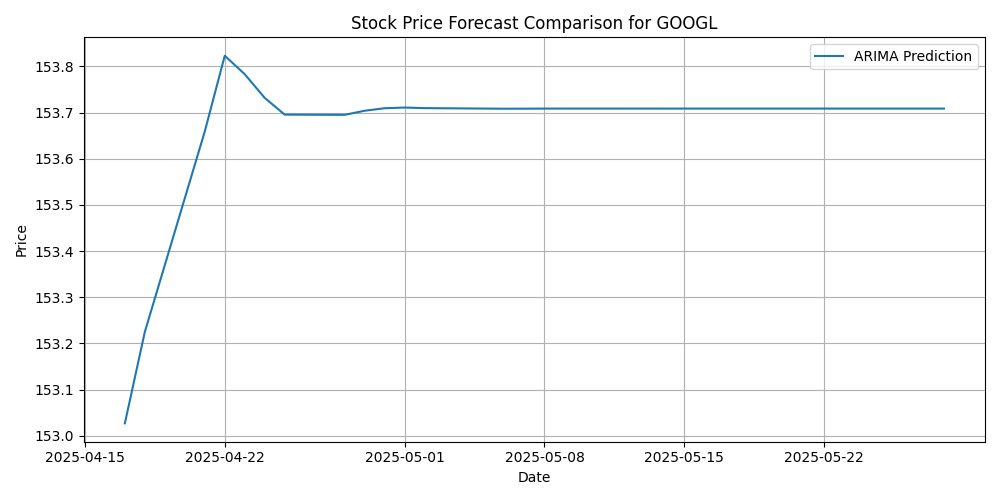 Stock Price Forecast Comparison for GOOGL
ARIMA Prediction
Price
153.8
153.7
153.6
153.5
153.4
153.3
153.2
153.1
153.0
2025-04-15 2025-04-22 2025-05-01 2025-05-08 2025-05-15 2025-05-22
Date